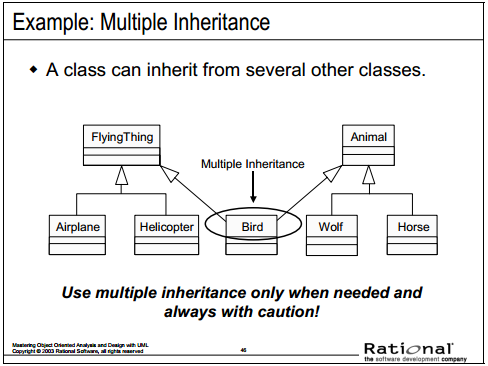 Example: Multiple Inheritance
A class can inherit from several other classes.
FlyingThing
Animal
Multiple Inheritance
Airplane
Helicopter
Bird
Wolf
Horse
Use multiple inheritance only when needed and
always with caution!
Mastering Object Oriented Analysis and Design with UML
Copyright © 2003 Rational Software, all rights reserved
46
Rational
the software development company